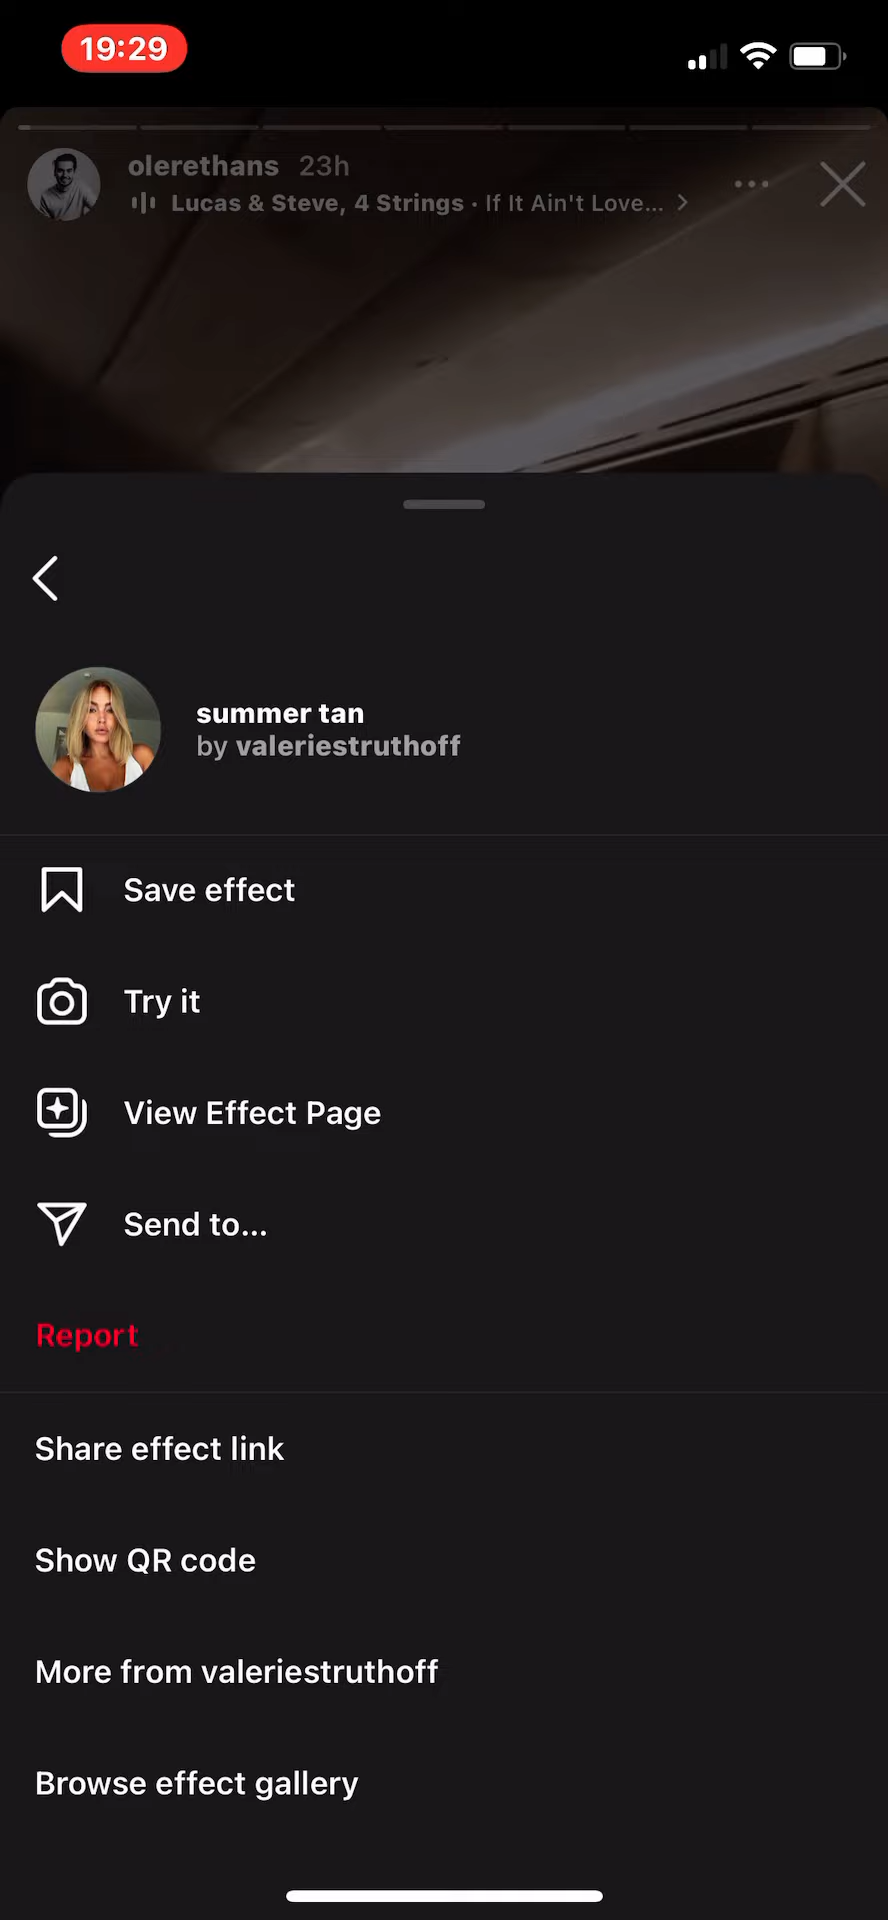 19:29
olerethans 23h
Lucas & Steve, 4 Strings · If It Ain't Love...
summer tan
by valeriestruthoff
Save effect
Try it
View Effect Page
Send to...
Report
Share effect link
Show QR code
More from valeriestruthoff
Browse effect gallery